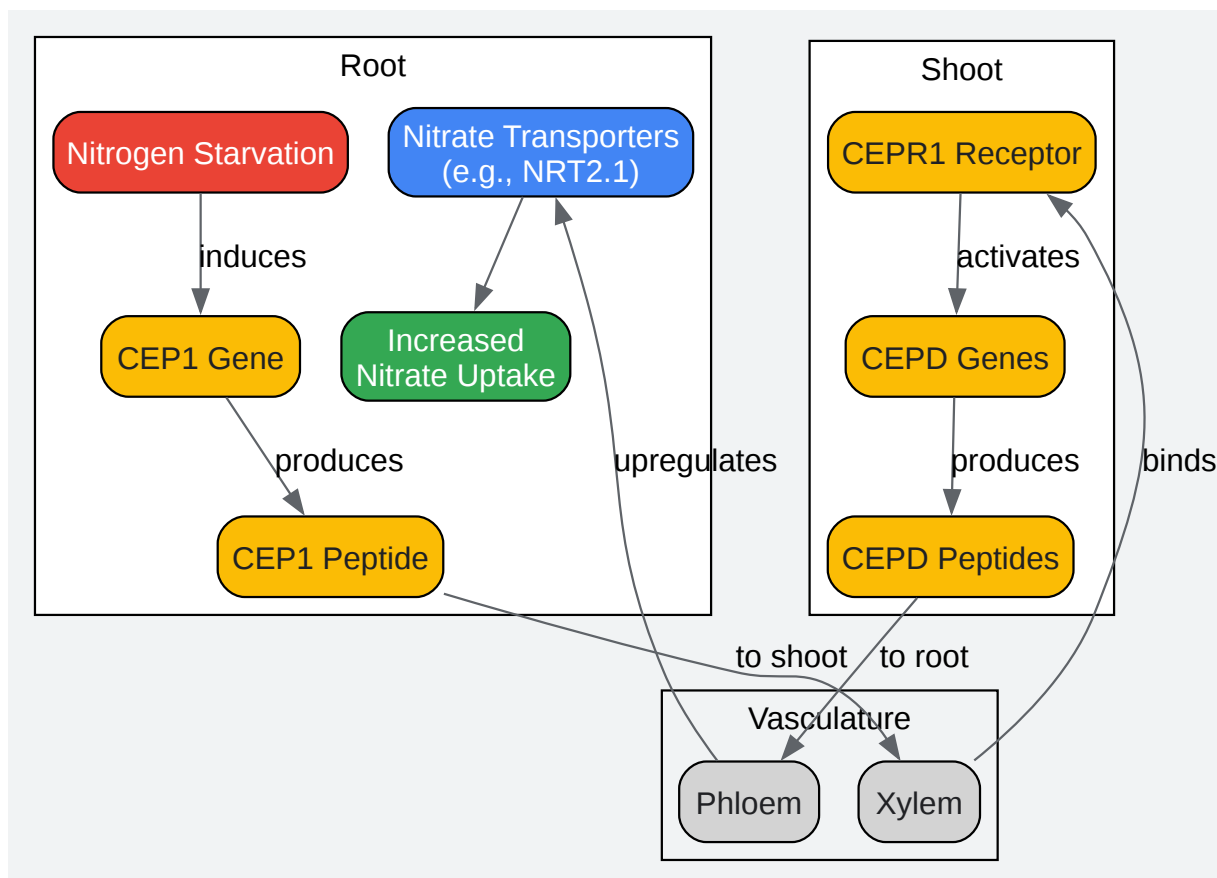 Root
Nitrogen Starvation
Nitrate Transporters
(e.g., NRT2.1)
induces
CEP1 Gene
Increased
Nitrate Uptake
produces
upregulates
CEP1 Peptide
Shoot
CEPR1 Receptor
activates
CEPD Genes
produces
binds
CEPD Peptides
to shoot
to root
Vasculature
Phloem
Xylem